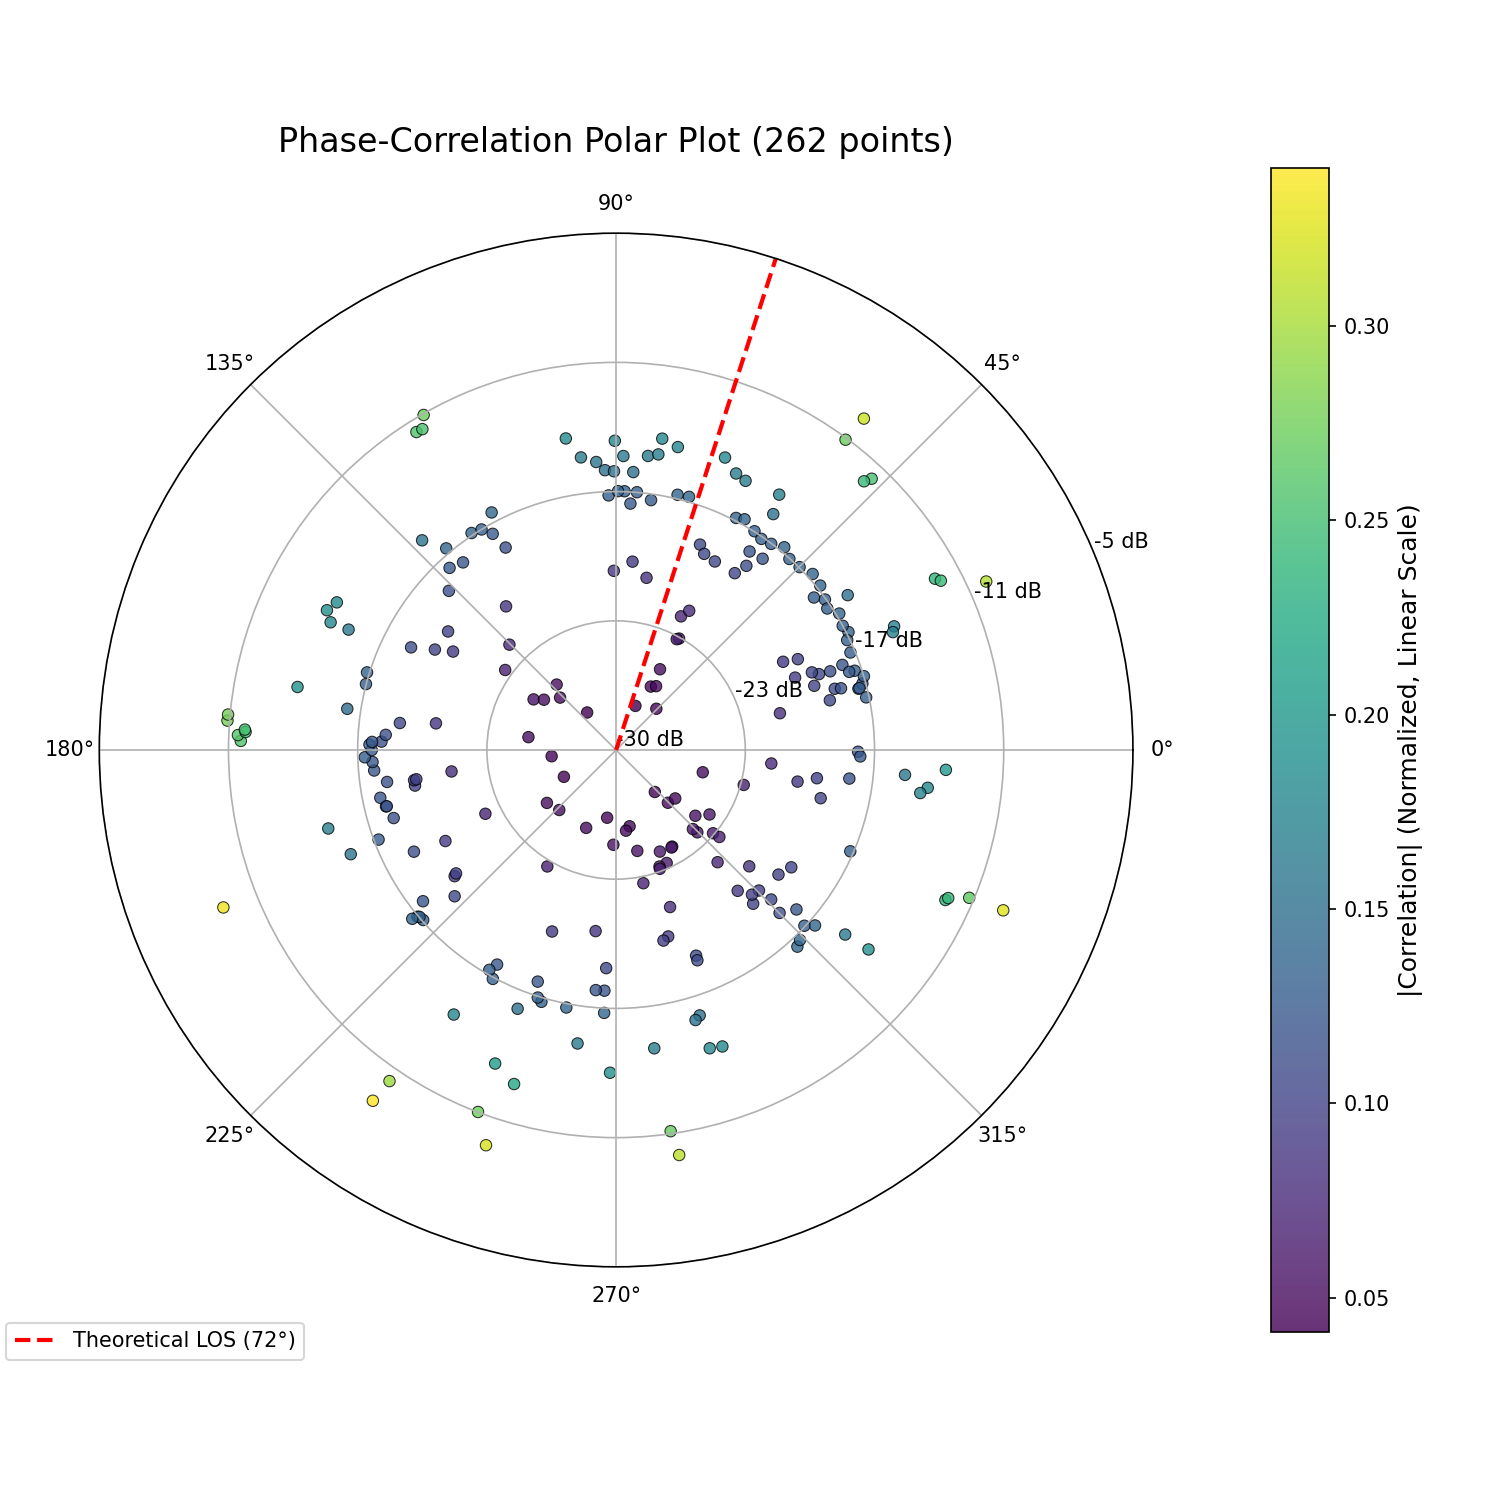 Phase-Correlation Polar Plot (262 points)
90°
135°
45°
-5 dB
-11 dB
-17 dB
-23 dB
-30 dB
180°
0°
225°
315°
270°
0.30
0.25
0.20
0.15
0.10
0.05
|Correlation| (Normalized, Linear Scale)
Theoretical LOS (72°)